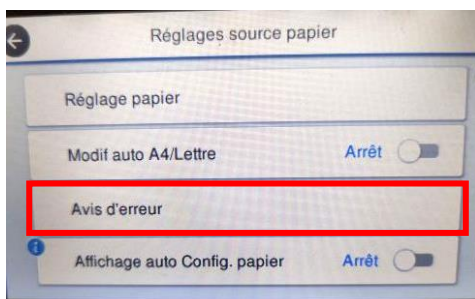 Réglages source papier
Réglage papier
Modif auto A4/Lettre Arrêt
Avis d'erreur
Affichage auto Config. papier Arrêt